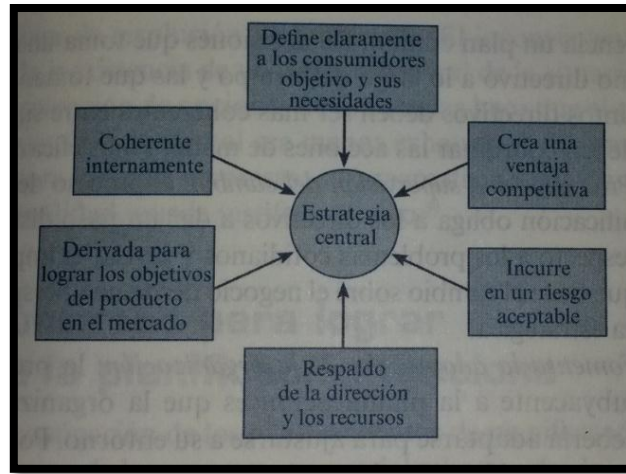 Define claramente
a los consumidores
objetivo y sus
necesidades
Coherente
internamente
Crea una
ventaja
competitiva
Estrategia
central
Derivada para
lograr los objetivos
del producto
en el mercado
Incurre
en un riesgo
aceptable
Respaldo
de la dirección
y los recursos